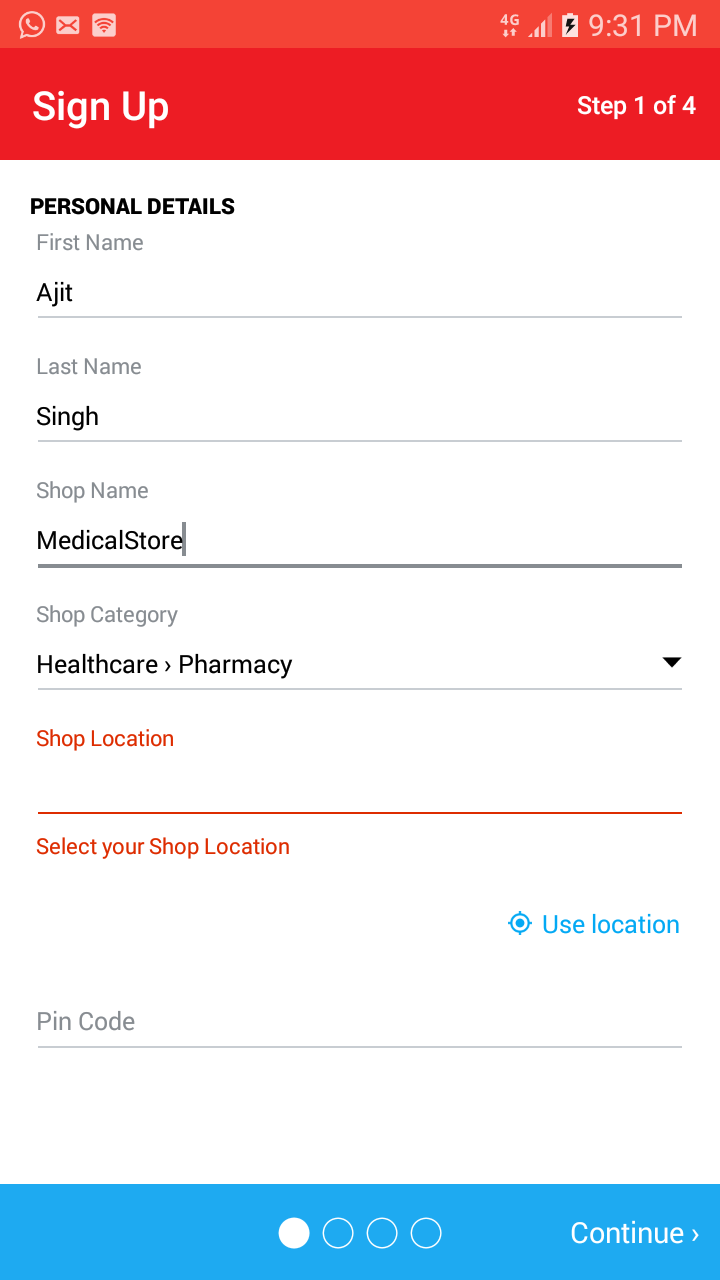 4G 9:31 PM
Sign Up Step 1 of 4
PERSONAL DETAILS
First Name
Ajit
Last Name
Singh
Shop Name
MedicalStore
Shop Category
Healthcare › Pharmacy
Shop Location
Select your Shop Location
Use location
Pin Code
Continue ›